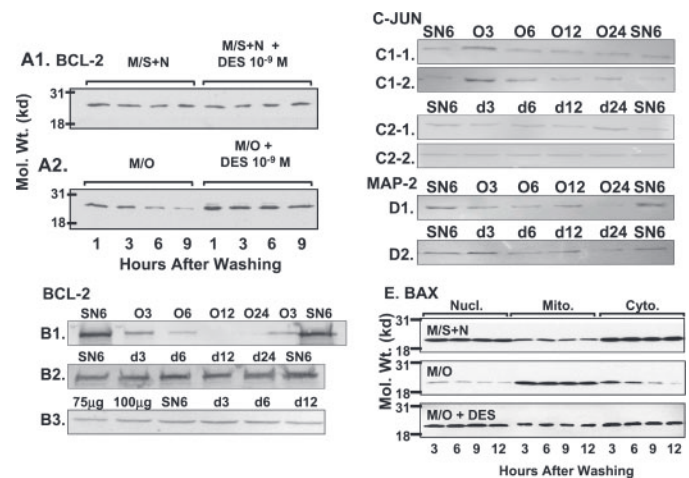 A1. BCL-2
M/S+N
M/S+N +
DES 10⁻⁹ M
31
18
A2.
M/O
M/O +
DES 10⁻⁹ M
31
18
Mol. Wt. (kd)
1 3 6 9 1 3 6 9
Hours After Washing
BCL-2
SN6 O3 O6 O12 O24 O3 SN6
B1.
SN6 d3 d6 d12 d24 SN6
B2.
75µg 100µg SN6 d3 d6 d12
B3.
C-JUN
SN6 O3 O6 O12 O24 SN6
C1-1.
C1-2.
SN6 d3 d6 d12 d24 SN6
C2-1.
C2-2.
MAP-2
SN6 O3 O6 O12 O24 SN6
D1.
SN6 d3 d6 d12 d24 SN6
D2.
E. BAX
Nucl. Mito. Cyto.
31
M/S+N
18
31
M/O
18
31
M/O + DES
18
Mol. Wt. (kd)
3 6 9 12 3 6 9 12 3 6 9 12
Hours After Washing